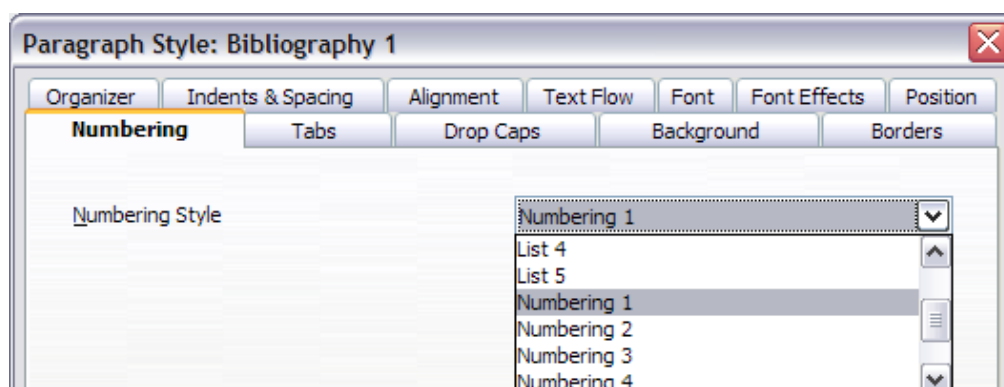 Paragraph Style: Bibliography 1
Organizer Indents & Spacing Alignment Text Flow Font Font Effects Position
Numbering Tabs Drop Caps Background Borders
Numbering Style Numbering 1
List 4
List 5
Numbering 1
Numbering 2
Numbering 3
Numbering 4